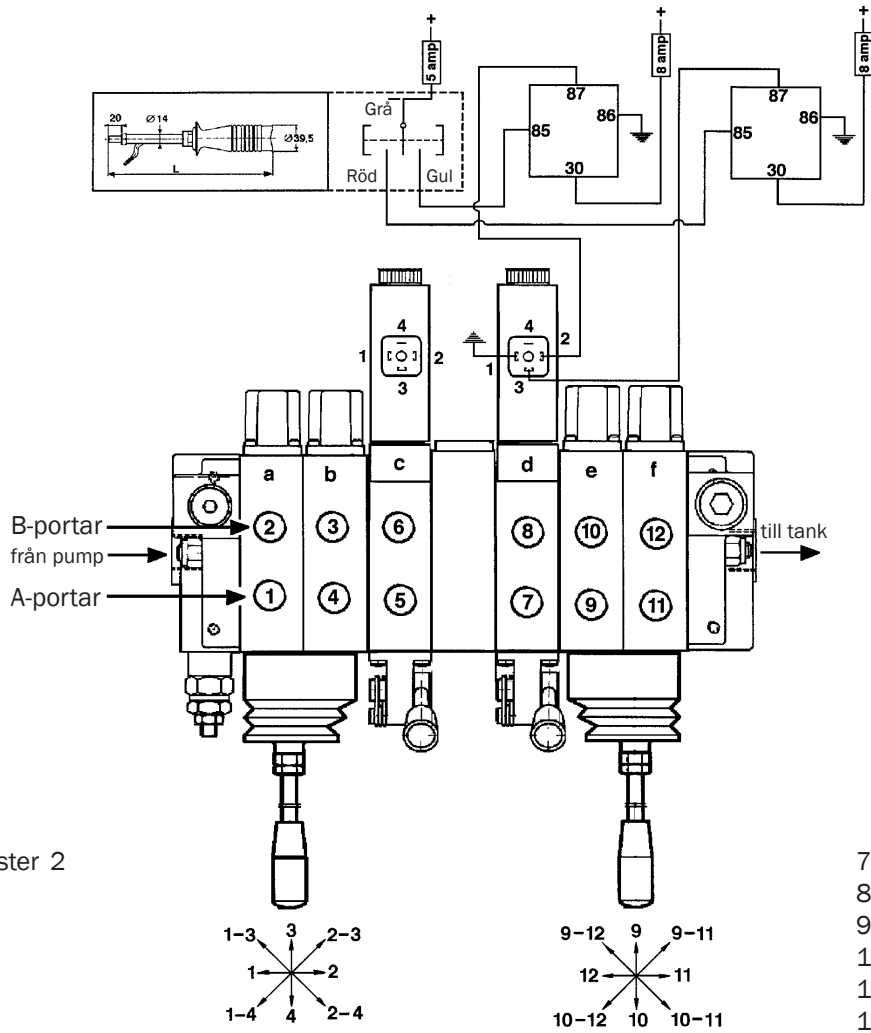 +
+
+
5 amp
8 amp
8 amp
20
Ø14
Ø39,5
L
Grå
Röd
Gul
87
86
85
30
87
86
85
30
4
1
2
3
4
2
1
3
a
b
c
d
e
f
B-portar
2
3
6
8
10
12
från pump
till tank
A-portar
1
4
5
7
9
11
ster 2
7
8
9
1
1
1
1–3
3
2–3
1
2
1–4
4
2–4
9–12
9
9–11
12
11
10–12
10
10–11